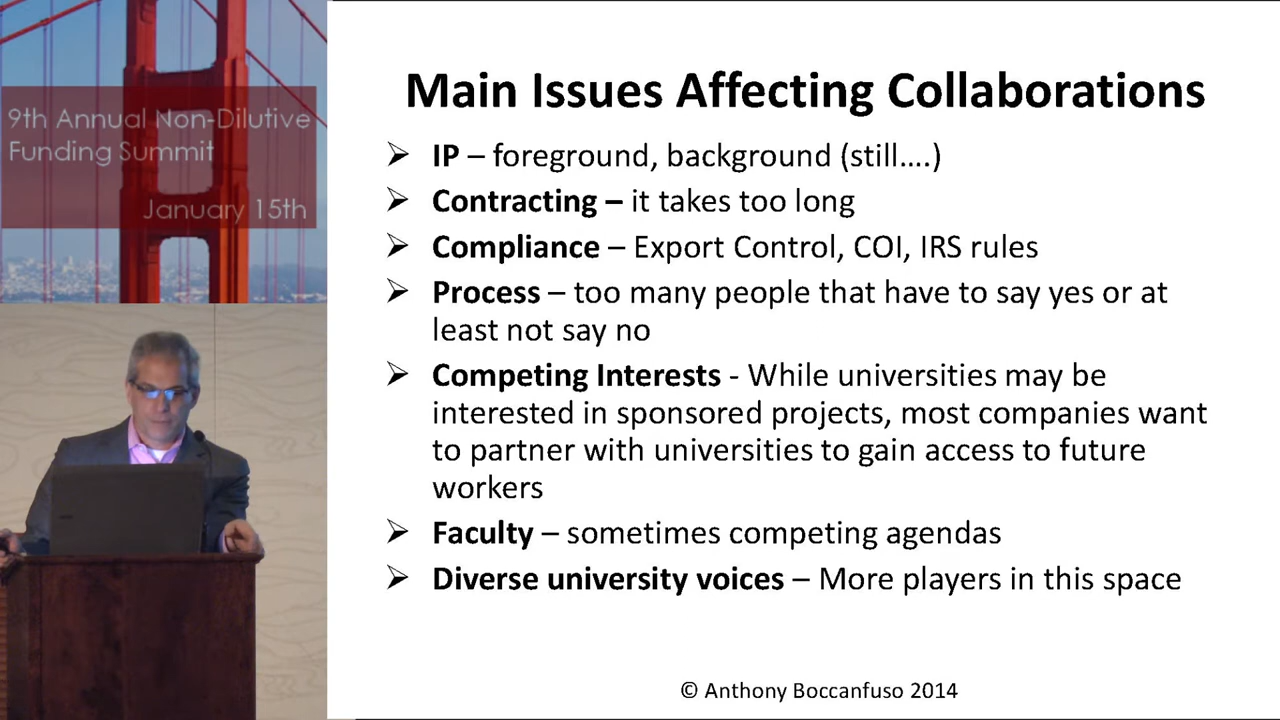 9th Annual Non-Dilutive
Funding Summit
January 15th
Main Issues Affecting Collaborations
➢ IP – foreground, background (still....)
➢ Contracting – it takes too long
➢ Compliance – Export Control, COI, IRS rules
➢ Process – too many people that have to say yes or at
least not say no
➢ Competing Interests - While universities may be
interested in sponsored projects, most companies want
to partner with universities to gain access to future
workers
➢ Faculty – sometimes competing agendas
➢ Diverse university voices – More players in this space
© Anthony Boccanfuso 2014